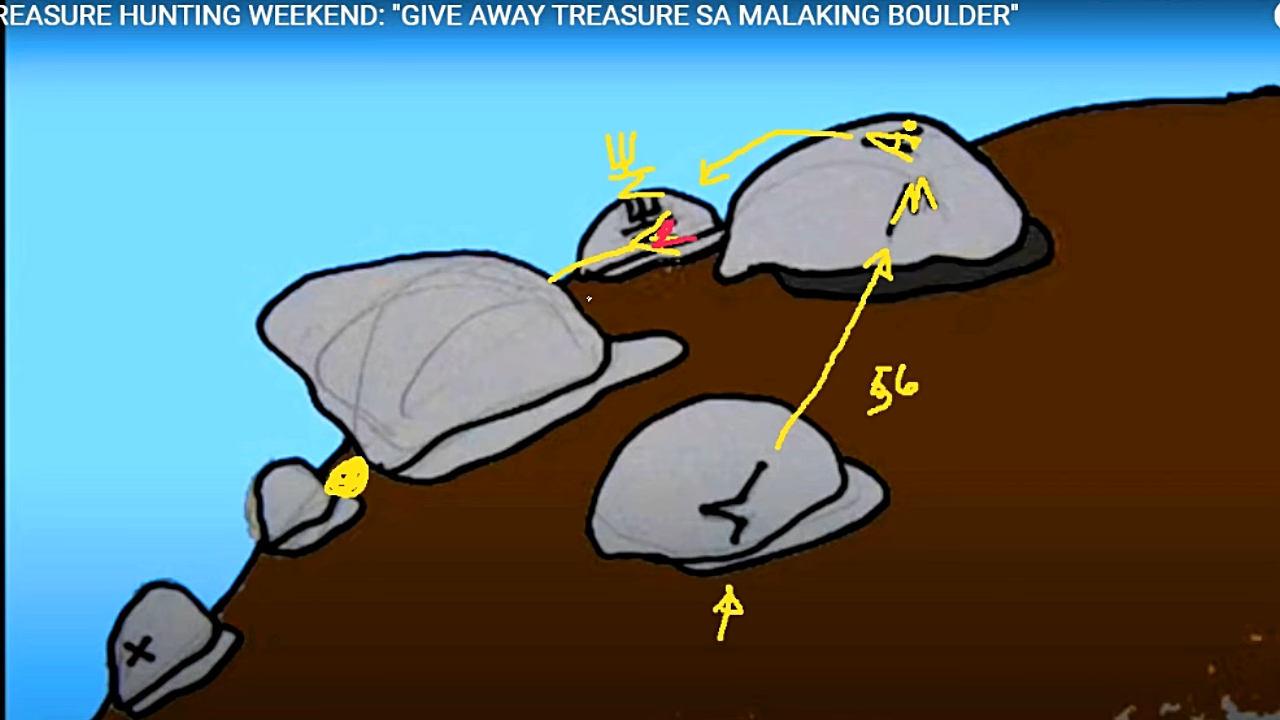 REASURE HUNTING WEEKEND: "GIVE AWAY TREASURE SA MALAKING BOULDER"
56
X